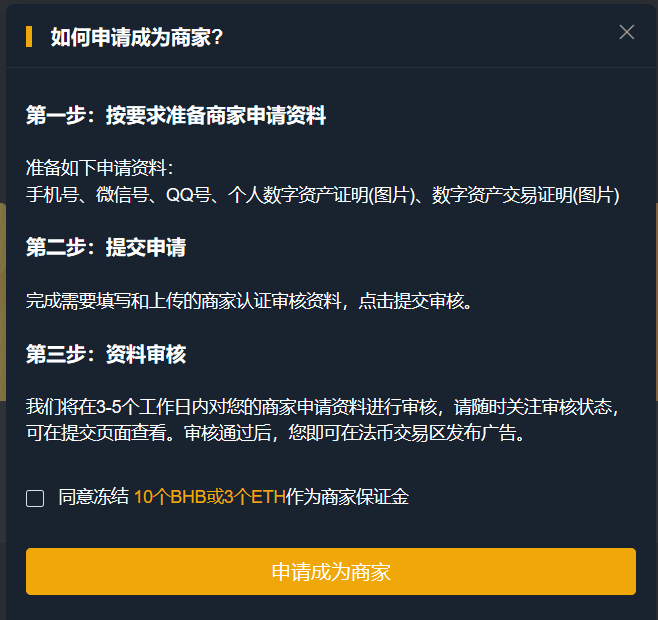 如何申请成为商家?
第一步：按要求准备商家申请资料
准备如下申请资料：
手机号、微信号、QQ号、个人数字资产证明(图片)、数字资产交易证明(图片)
第二步：提交申请
完成需要填写和上传的商家认证审核资料，点击提交审核。
第三步：资料审核
我们将在3-5个工作日内对您的商家申请资料进行审核，请随时关注审核状态，
可在提交页面查看。审核通过后，您即可在法币交易区发布广告。
同意冻结 10个BHB或3个ETH作为商家保证金
申请成为商家